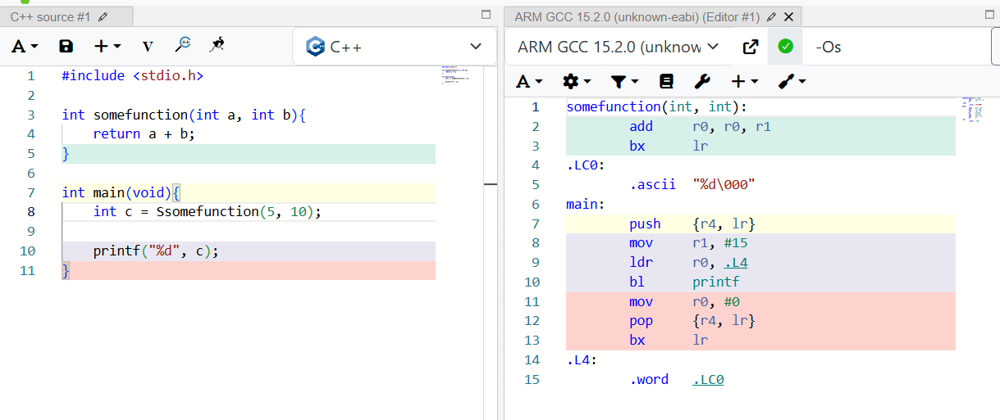 C++ source #1
ARM GCC 15.2.0 (unknown-eabi) (Editor #1)
A
V
C++
ARM GCC 15.2.0 (unknow
-Os
A
1 #include <stdio.h>
2
3 int somefunction(int a, int b){
4 return a + b;
5 }
6
7 int main(void){
8 int c = Ssomefunction(5, 10);
9
10 printf("%d", c);
11 }
1 somefunction(int, int):
2 add r0, r0, r1
3 bx lr
4 .LC0:
5 .ascii "%d\000"
6 main:
7 push {r4, lr}
8 mov r1, #15
9 ldr r0, .L4
10 bl printf
11 mov r0, #0
12 pop {r4, lr}
13 bx lr
14 .L4:
15 .word .LC0